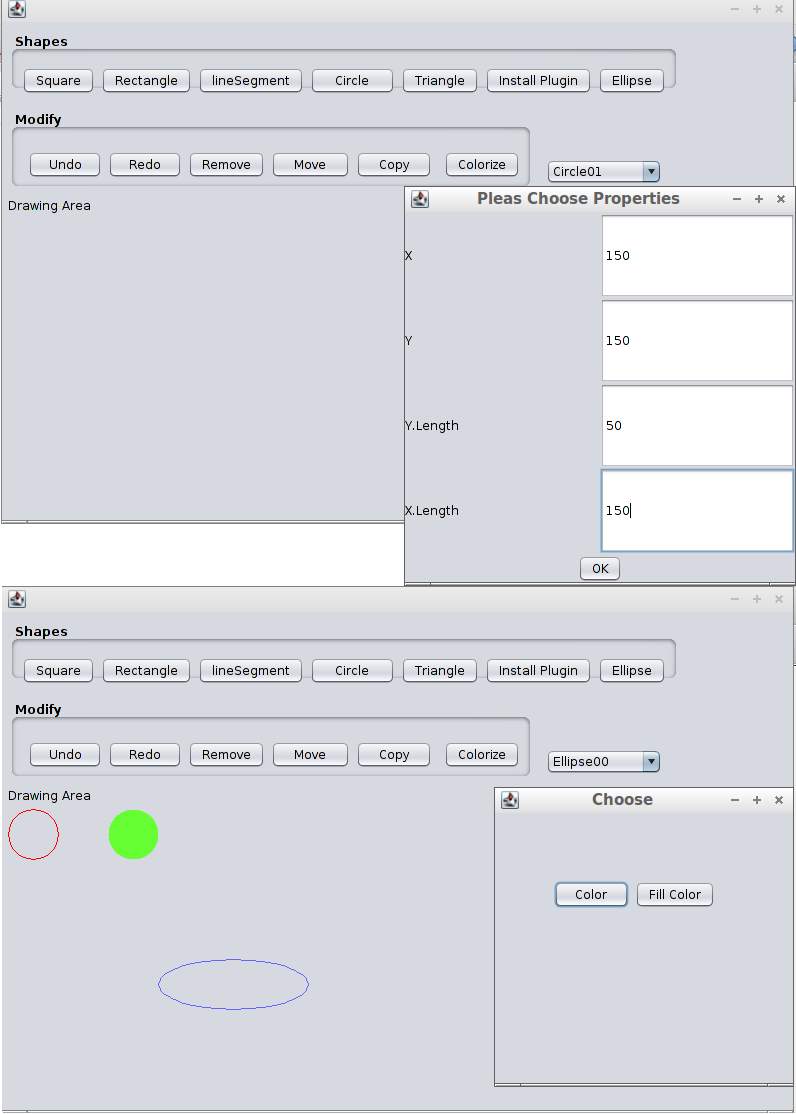 Shapes
Square Rectangle lineSegment Circle Triangle Install Plugin Ellipse
Modify
Undo Redo Remove Move Copy Colorize Circle01
Drawing Area
Pleas Choose Properties
X 150
Y 150
Y.Length 50
X.Length 150
OK
Shapes
Square Rectangle lineSegment Circle Triangle Install Plugin Ellipse
Modify
Undo Redo Remove Move Copy Colorize Ellipse00
Drawing Area
Choose
Color Fill Color